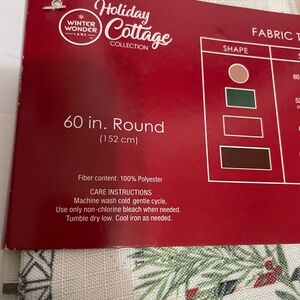 Holiday
Cottage
COLLECTION
WINTER
WONDER
LANE
FABRIC T
SHAPE
S
60
52
60 in. Round
(152 cm)
Fiber content: 100% Polyester
CARE INSTRUCTIONS
Machine wash cold gentle cycle.
Use only non-chlorine bleach when needed.
Tumble dry low. Cool iron as needed.